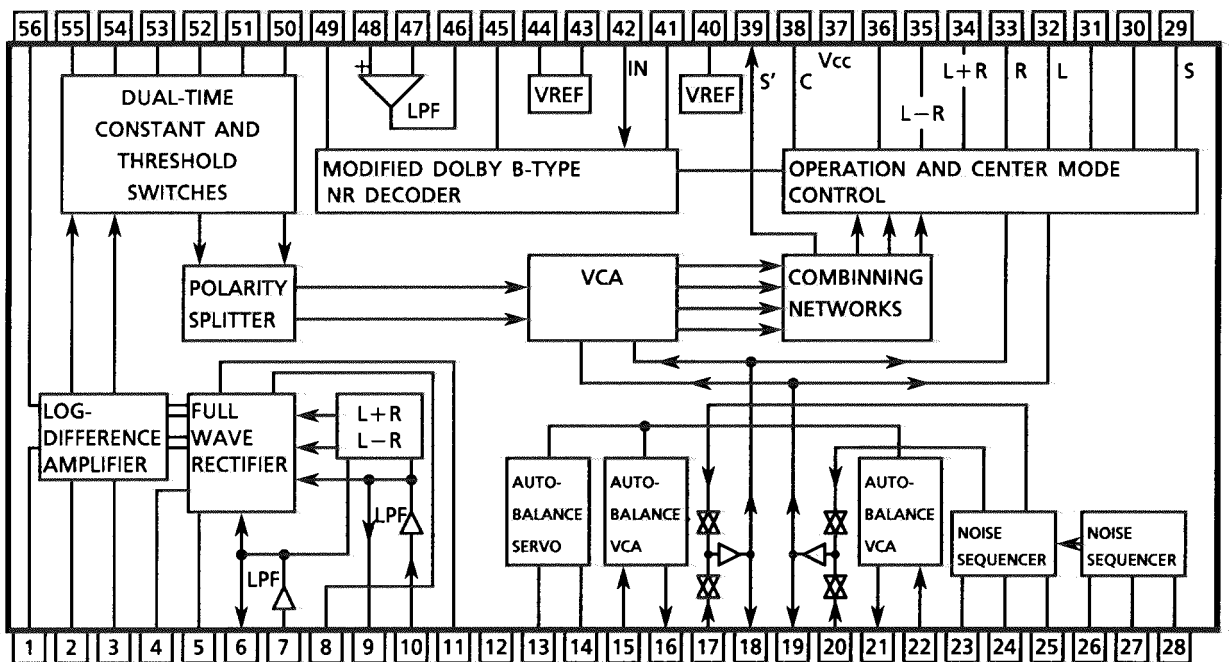 56 55 54 53 52 51 50 49 48 47 46 45 44 43 42 41 40 39 38 37 36 35 34 33 32 31 30 29
DUAL-TIME
CONSTANT AND
THRESHOLD
SWITCHES
+
LPF
VREF
IN
VREF
S'
C
Vcc
L−R
L+R
R
L
S
MODIFIED DOLBY B-TYPE
NR DECODER
OPERATION AND CENTER MODE
CONTROL
POLARITY
SPLITTER
VCA
COMBINNING
NETWORKS
LOG-
DIFFERENCE
AMPLIFIER
FULL
WAVE
RECTIFIER
L+R
L−R
LPF
LPF
AUTO-
BALANCE
SERVO
AUTO-
BALANCE
VCA
AUTO-
BALANCE
VCA
NOISE
SEQUENCER
NOISE
SEQUENCER
1 2 3 4 5 6 7 8 9 10 11 12 13 14 15 16 17 18 19 20 21 22 23 24 25 26 27 28